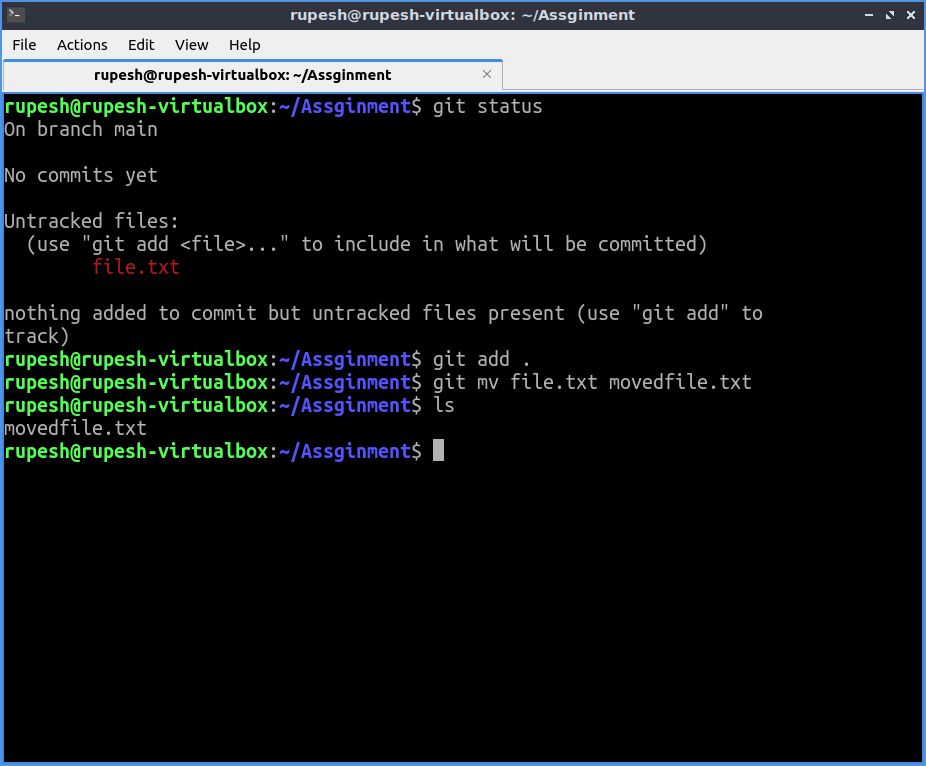 rupesh@rupesh-virtualbox: ~/Assginment
File Actions Edit View Help
rupesh@rupesh-virtualbox: ~/Assginment
rupesh@rupesh-virtualbox:~/Assginment$ git status
On branch main
No commits yet
Untracked files:
  (use "git add <file>..." to include in what will be committed)
        file.txt
nothing added to commit but untracked files present (use "git add" to
track)
rupesh@rupesh-virtualbox:~/Assginment$ git add .
rupesh@rupesh-virtualbox:~/Assginment$ git mv file.txt movedfile.txt
rupesh@rupesh-virtualbox:~/Assginment$ ls
movedfile.txt
rupesh@rupesh-virtualbox:~/Assginment$